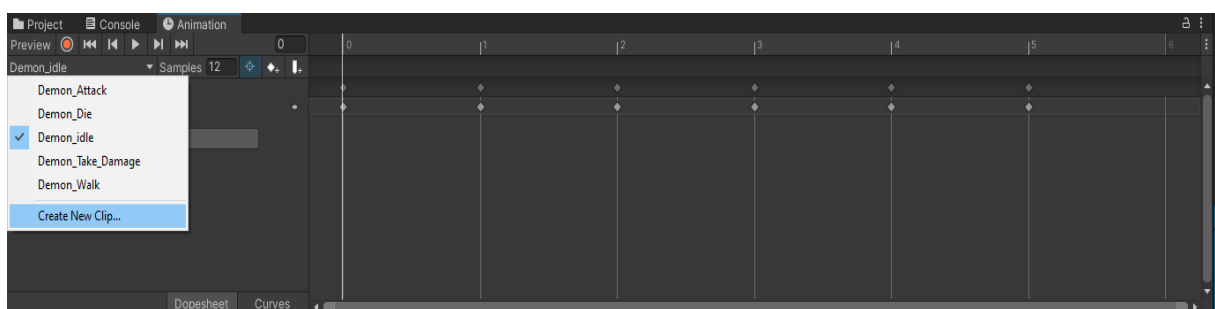 Project Console Animation
Preview 0 0 1 2 3 4 5 6
Demon_idle Samples 12
Demon_Attack
Demon_Die
Demon_idle
Demon_Take_Damage
Demon_Walk
Create New Clip...
Dopesheet Curves